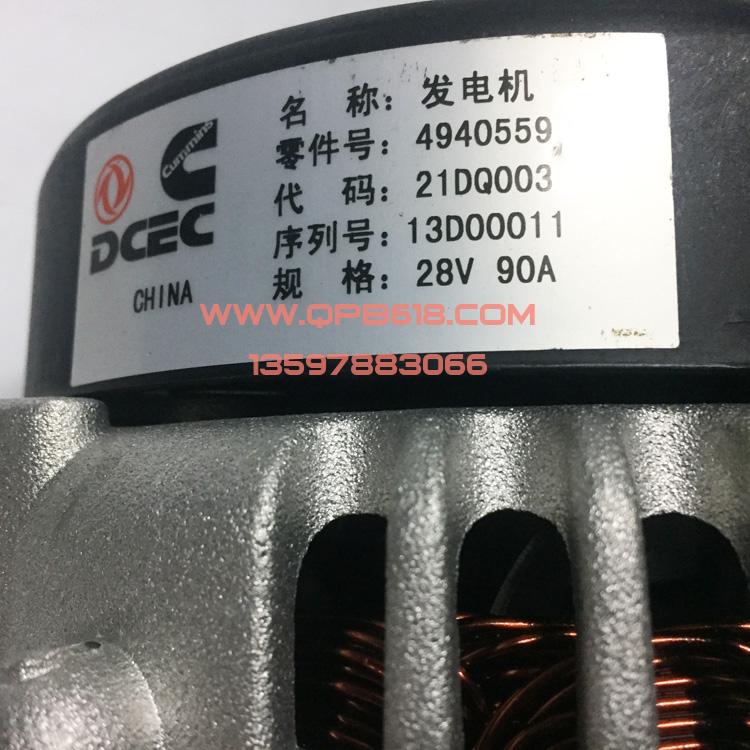 Cummins
DCEC
CHINA
名 称: 发电机
零件号: 4940559
代 码: 21DQ003
序列号: 13D00011
规 格: 28V 90A
WWW.QPB618.COM
13597883066